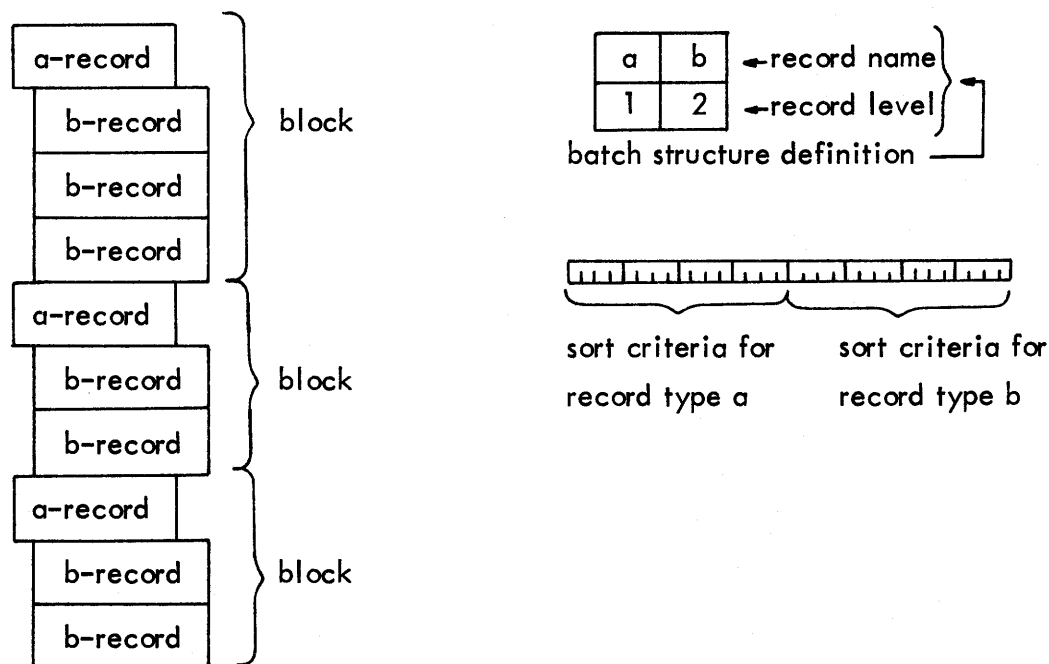 a-record
b-record
block
b-record
b-record
a-record
b-record
block
b-record
a-record
b-record
block
b-record
a b ←record name
1 2 ←record level
batch structure definition
sort criteria for
record type a
sort criteria for
record type b